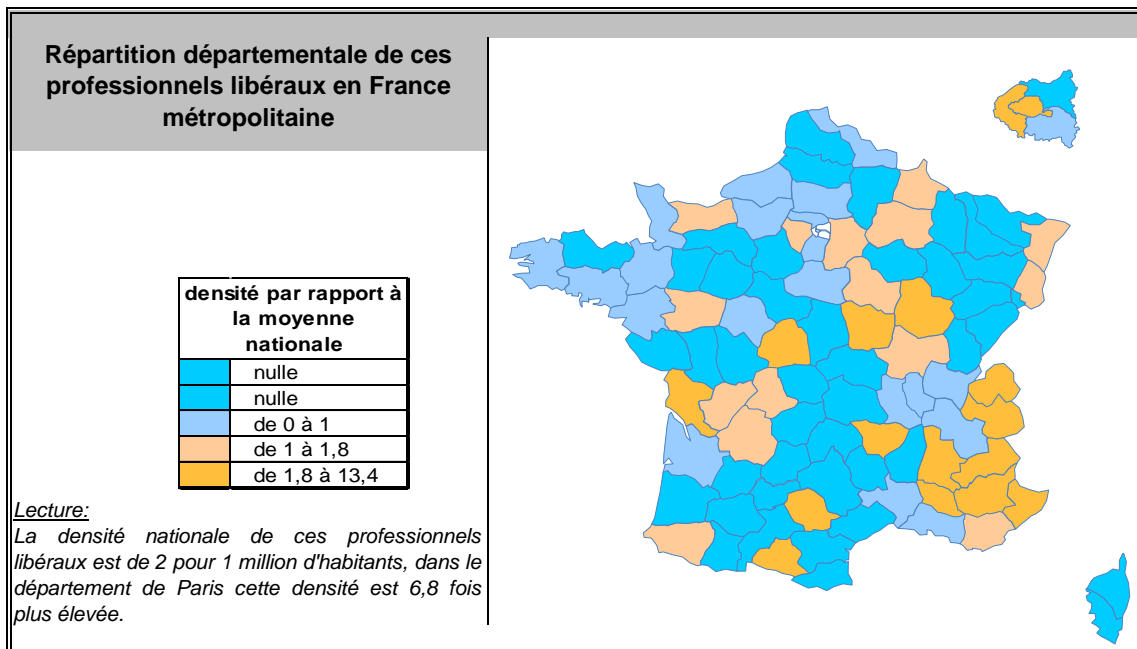 Répartition départementale de ces
professionnels libéraux en France
métropolitaine
densité par rapport à
la moyenne
nationale
nulle
nulle
de 0 à 1
de 1 à 1,8
de 1,8 à 13,4
Lecture:
La densité nationale de ces professionnels
libéraux est de 2 pour 1 million d'habitants, dans le
département de Paris cette densité est 6,8 fois
plus élevée.